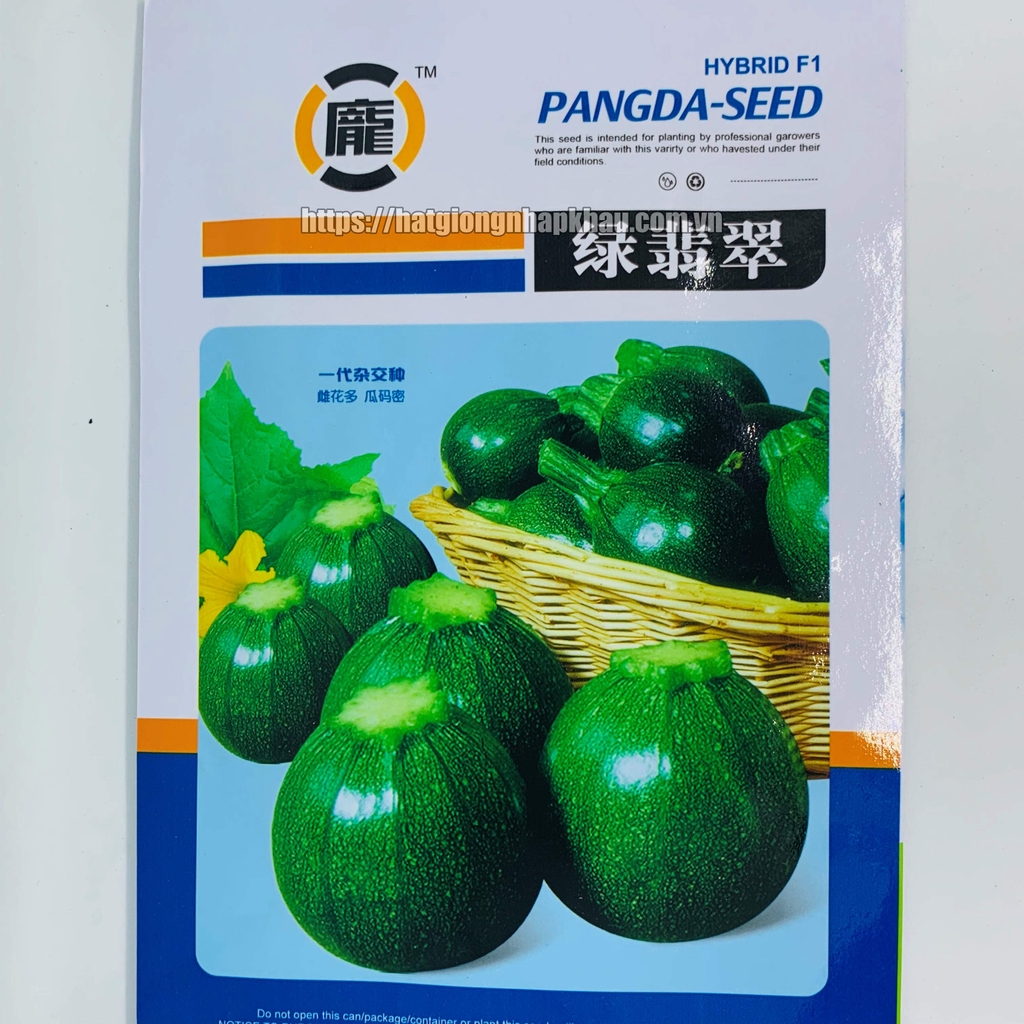 龐
TM
HYBRID F1
PANGDA-SEED
This seed is intended for planting by professional garowers
who are familiar with this varirty or who havested under their
field conditions.
https://hatgiongnhapkhau.com.vn
绿翡翠
一代杂交种
雌花多 瓜码密
Do not open this can/package/container or plant this